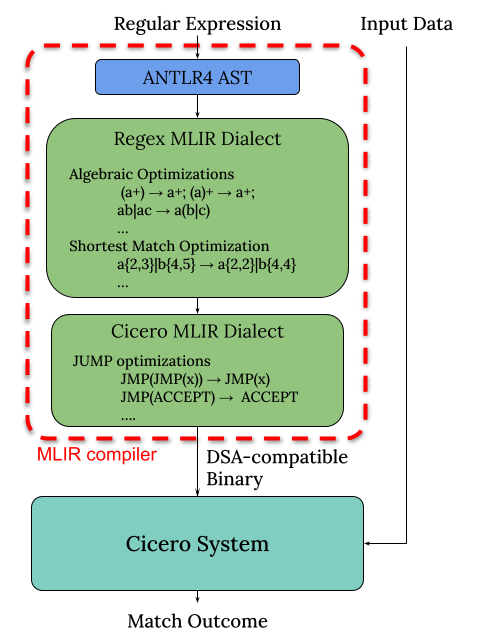 Regular Expression
Input Data
ANTLR4 AST
Regex MLIR Dialect
Algebraic Optimizations
(a+) → a+; (a)+ → a+;
ab|ac → a(b|c)
...
Shortest Match Optimization
a{2,3}|b{4,5} → a{2,2}|b{4,4}
...
Cicero MLIR Dialect
JUMP optimizations
JMP(JMP(x)) → JMP(x)
JMP(ACCEPT) → ACCEPT
....
MLIR compiler
DSA-compatible
Binary
Cicero System
Match Outcome